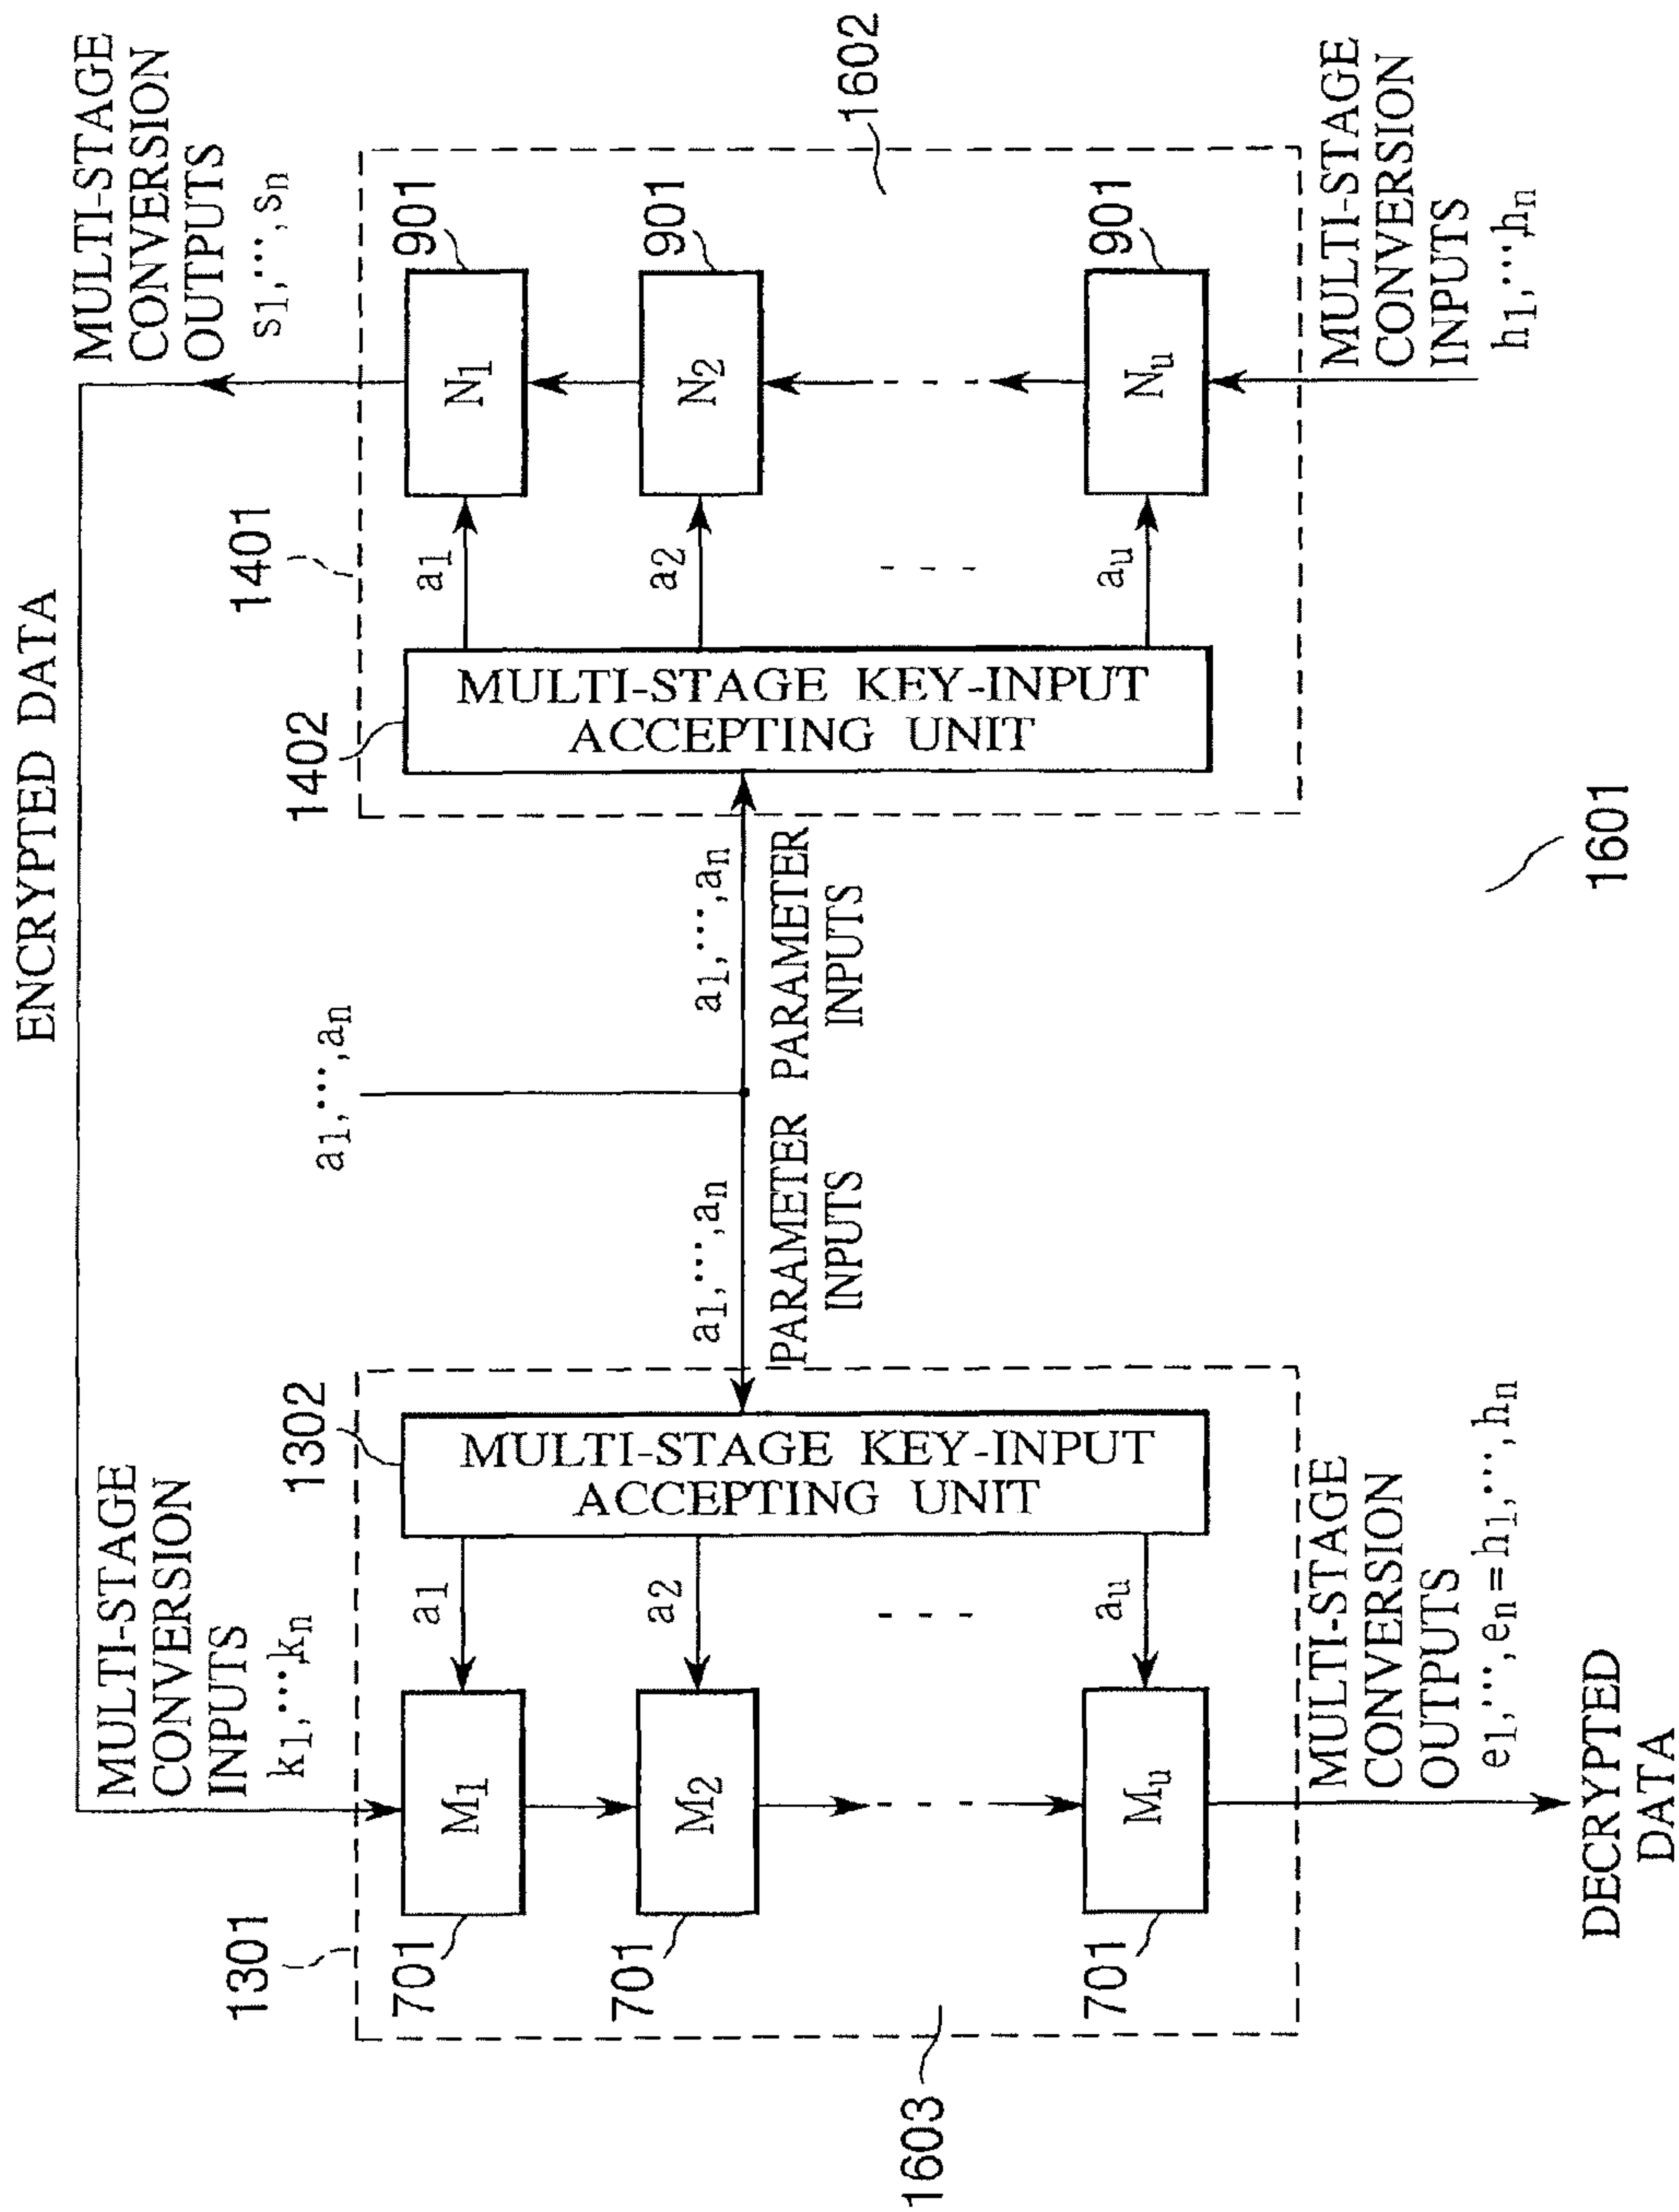 ENCRYPTED DATA
MULTI-STAGE
CONVERSION
INPUTS
k1,···,kn
MULTI-STAGE
CONVERSION
OUTPUTS
s1,···,sn
1301
1302
a1,···,an
1402
1401
701
M1
a1
MULTI-STAGE KEY-INPUT
ACCEPTING UNIT
a1,···,an
PARAMETER
INPUTS
a1,···,an
PARAMETER
INPUTS
MULTI-STAGE KEY-INPUT
ACCEPTING UNIT
a1
N1
901
701
M2
a2
a2
N2
901
701
Mu
au
au
Nu
901
1603
1602
MULTI-STAGE
CONVERSION
OUTPUTS
e1,···,en=h1,···,hn
DECRYPTED
DATA
MULTI-STAGE
CONVERSION
INPUTS
h1,···,hn
1601